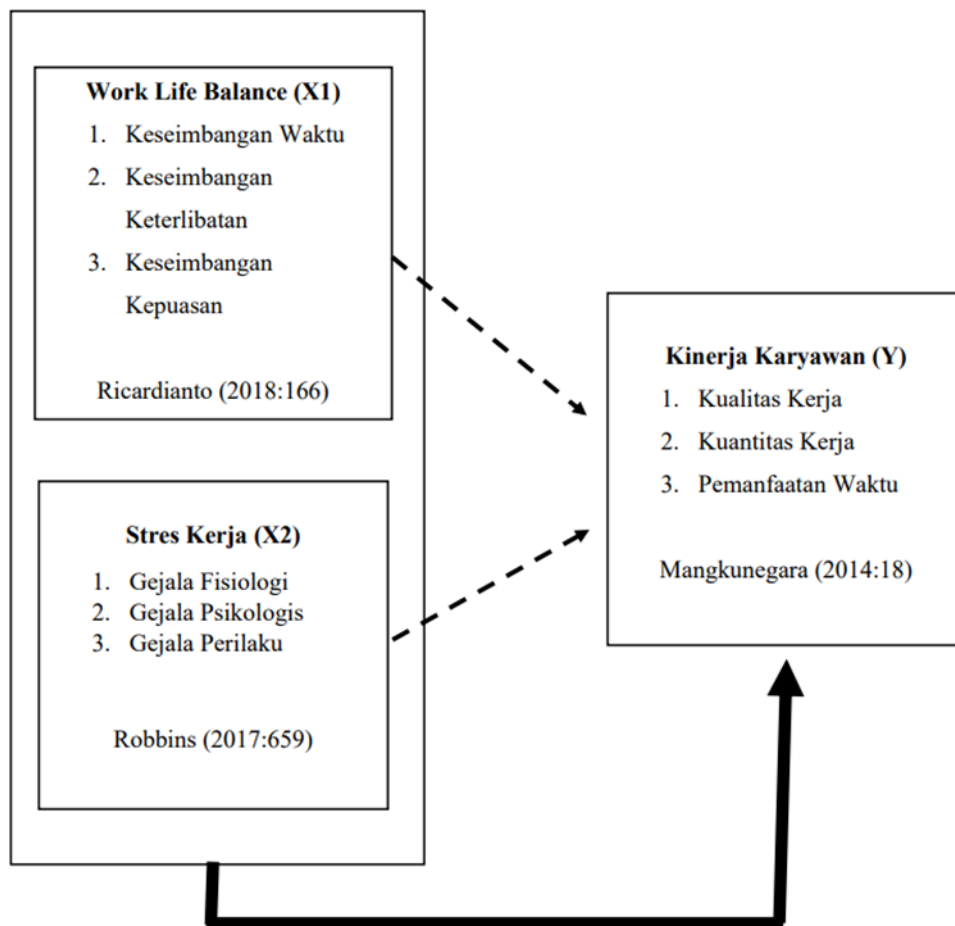 Work Life Balance (X1)
1. Keseimbangan Waktu
2. Keseimbangan
Keterlibatan
3. Keseimbangan
Kepuasan
Ricardianto (2018:166)
Stres Kerja (X2)
1. Gejala Fisiologi
2. Gejala Psikologis
3. Gejala Perilaku
Robbins (2017:659)
Kinerja Karyawan (Y)
1. Kualitas Kerja
2. Kuantitas Kerja
3. Pemanfaatan Waktu
Mangkunegara (2014:18)